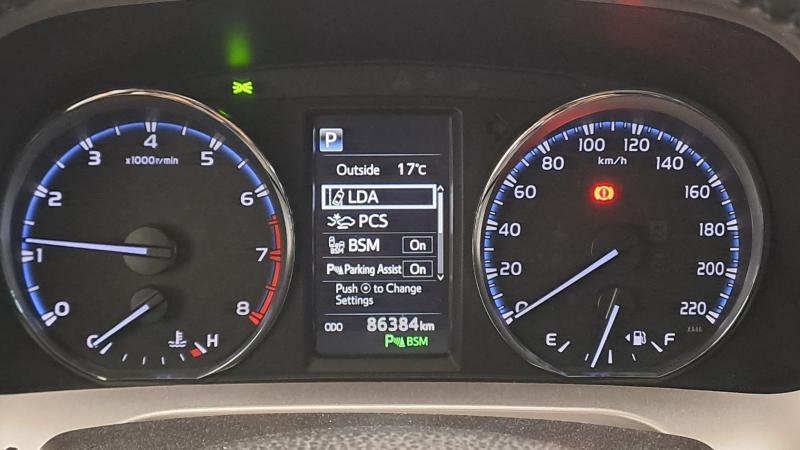 P
Outside 17°C
LDA
PCS
BSM On
Parking Assist On
Push ⊙ to Change
Settings
ODO 86384 km
P BSM
0 1 2 3 4 5 6 7 8
x1000r/min
C H
0 20 40 60 80 100 120 140 160 180 200 220
km/h
E F